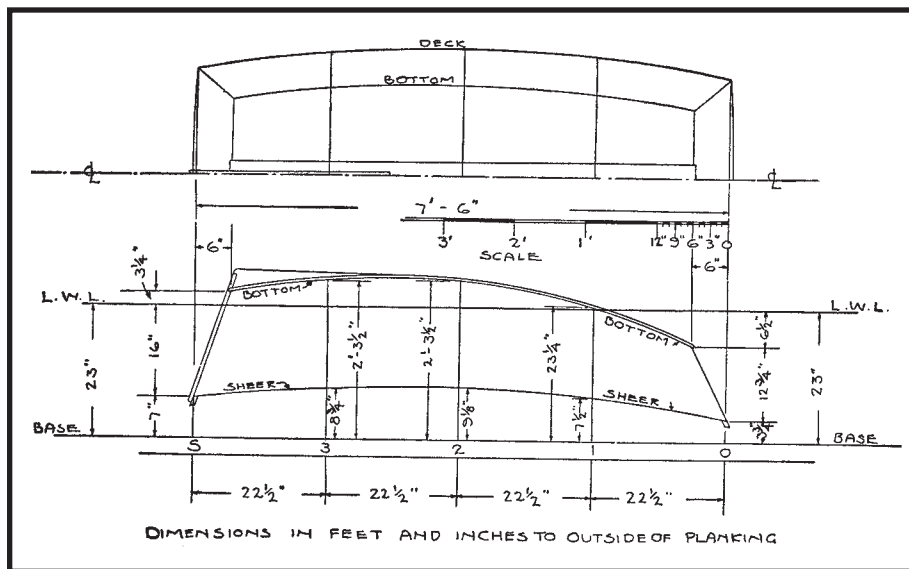 DECK
BOTTOM
℄
℄
7'-6"
6"
3' 2' 1' 12" 9" 6" 3" 0
SCALE
6"
3¼"
L.W.L.
L.W.L.
BOTTOM
BOTTOM
6½"
23"
16"
2'-3½"
2'-3½"
23¼"
12¾"
23"
SHEER
SHEER
7"
8¾"
9⅛"
7½"
BASE
BASE
S 3 2 1 0
22½" 22½" 22½" 22½"
DIMENSIONS IN FEET AND INCHES TO OUTSIDE OF PLANKING